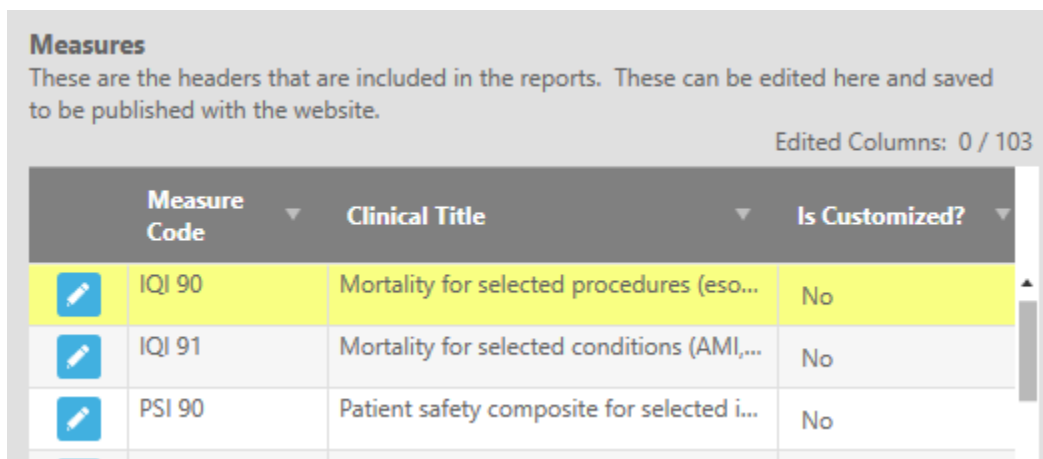 Measures
These are the headers that are included in the reports. These can be edited here and saved
to be published with the website.
Edited Columns: 0 / 103
Measure
Code
Clinical Title
Is Customized?
IQI 90
Mortality for selected procedures (eso...
No
IQI 91
Mortality for selected conditions (AMI,...
No
PSI 90
Patient safety composite for selected i...
No